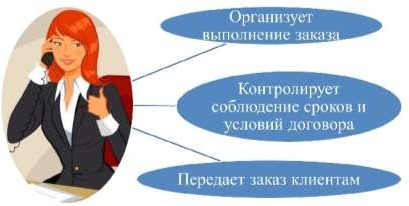 Организует
выполнение заказа
Контролирует
соблюдение сроков и
условий договора
Передает заказ клиентам